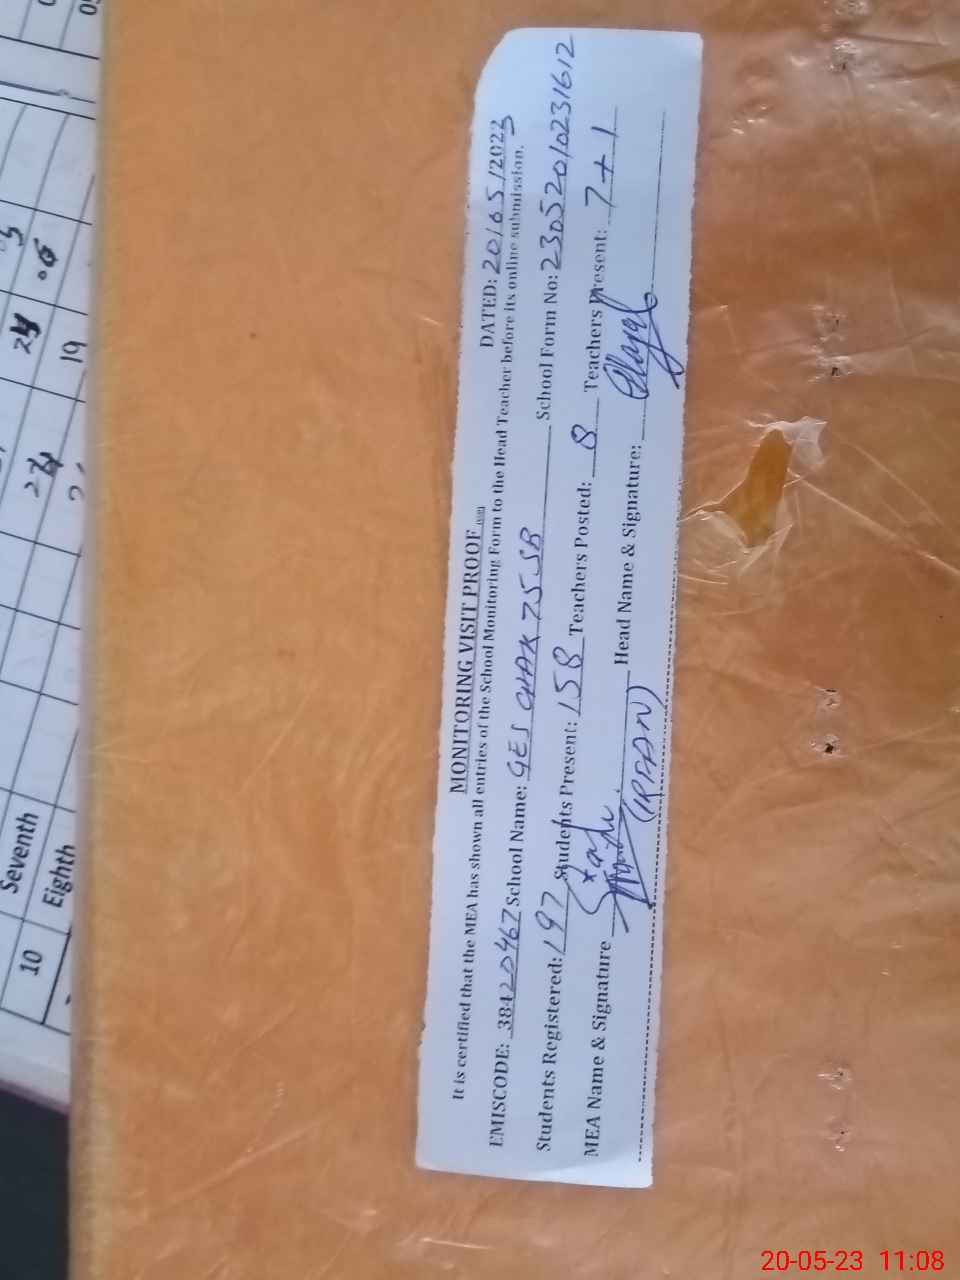 MONITORING VISIT PROOF
DATED: 20/05/2023
It is certified that the MEA has shown all entries of the School Monitoring Form to the Head Teacher before its online submission.
EMISCODE: 38420467 School Name: GES CHAK 75 SB School Form No: 23052010231612
Students Registered: 197 Students Present: 158 Teachers Posted: 8 Teachers Present: 7+1
MEA Name & Signature Head Name & Signature:
(IRFAN)
10 Seventh 24 24
Eighth 19 06
20-05-23 11:08